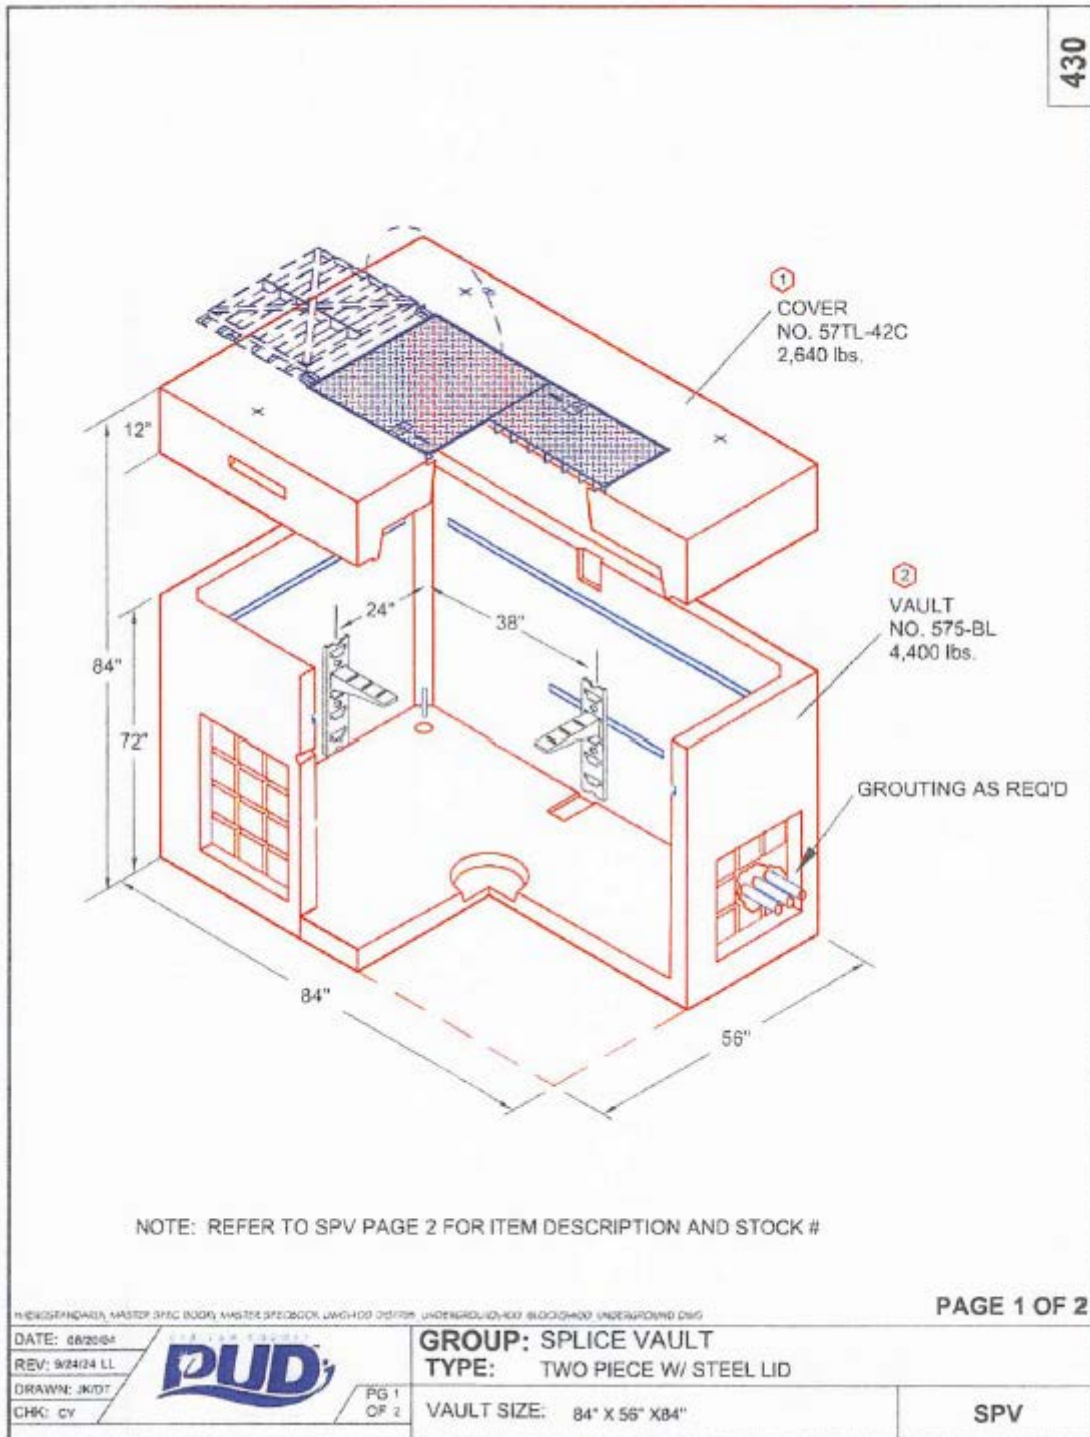 430
1
COVER
NO. 57TL-42C
2,640 lbs.
12"
2
VAULT
NO. 575-BL
4,400 lbs.
24"
38"
84"
72"
GROUTING AS REQ'D
84"
56"
NOTE: REFER TO SPV PAGE 2 FOR ITEM DESCRIPTION AND STOCK #
PAGE 1 OF 2
DATE: 08/20/04
REV: 9/24/24 LL
DRAWN: JK/DT
CHK: CY
PUD
PG 1
OF 2
GROUP: SPLICE VAULT
TYPE: TWO PIECE W/ STEEL LID
VAULT SIZE: 84" X 56" X84"
SPV